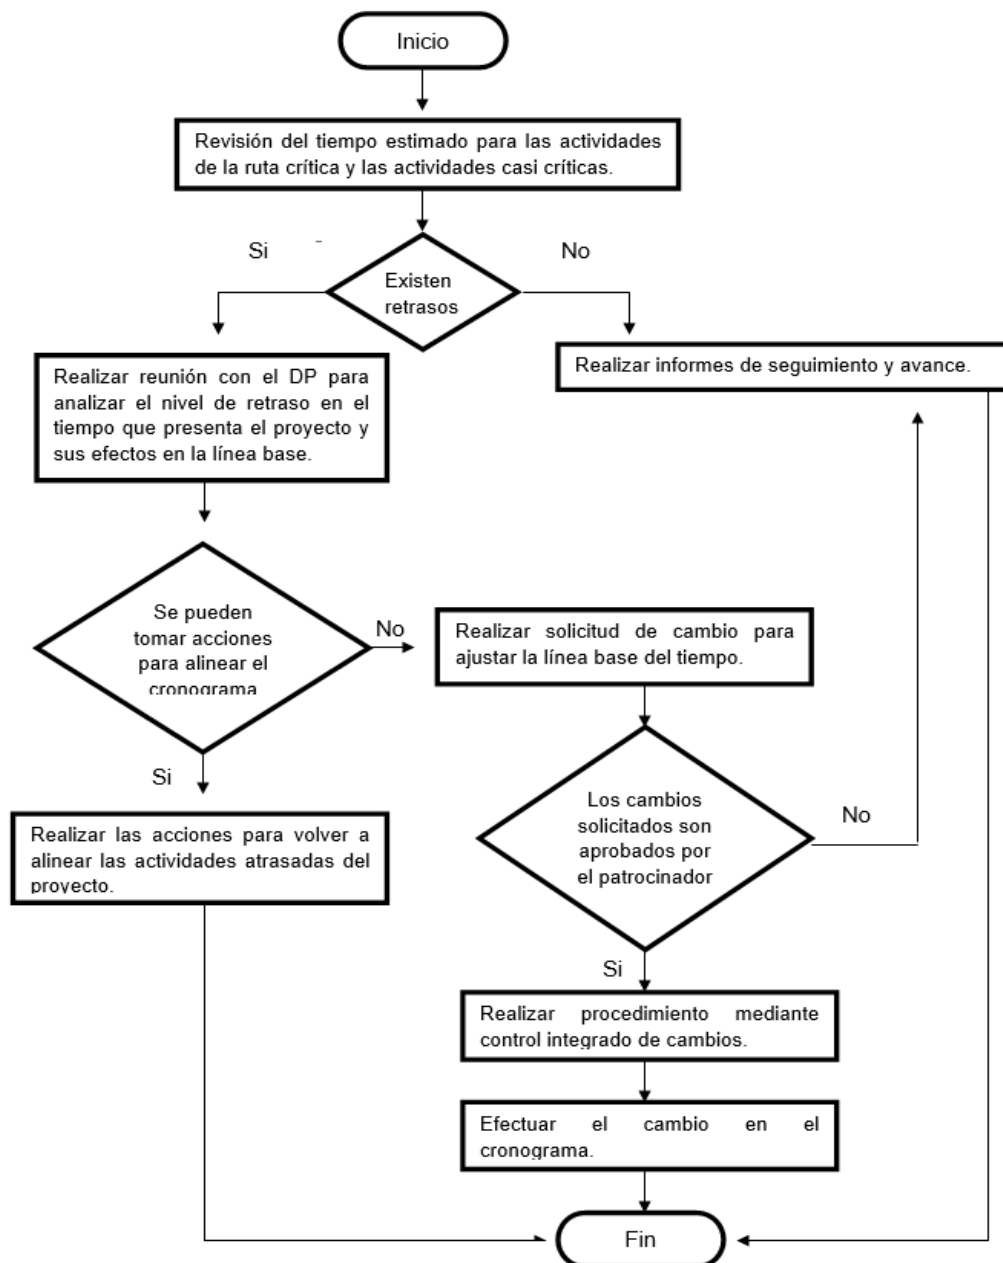 Inicio
Revisión del tiempo estimado para las actividades
de la ruta crítica y las actividades casi críticas.
Si
No
Existen
retrasos
Realizar reunión con el DP para
analizar el nivel de retraso en el
tiempo que presenta el proyecto y
sus efectos en la línea base.
Realizar informes de seguimiento y avance.
Se pueden
tomar acciones
para alinear el
cronograma
No
Realizar solicitud de cambio para
ajustar la línea base del tiempo.
Si
Realizar las acciones para volver a
alinear las actividades atrasadas del
proyecto.
Los cambios
solicitados son
aprobados por
el patrocinador
No
Si
Realizar procedimiento mediante
control integrado de cambios.
Efectuar el cambio en el
cronograma.
Fin